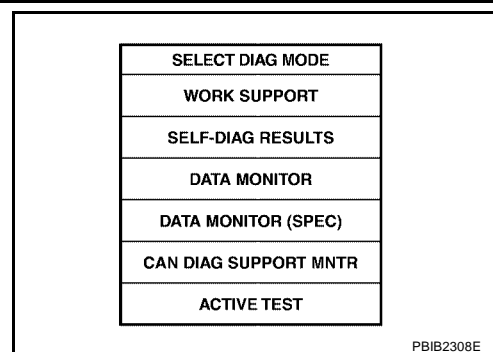 SELECT DIAG MODE
WORK SUPPORT
SELF-DIAG RESULTS
DATA MONITOR
DATA MONITOR (SPEC)
CAN DIAG SUPPORT MNTR
ACTIVE TEST
PBIB2308E